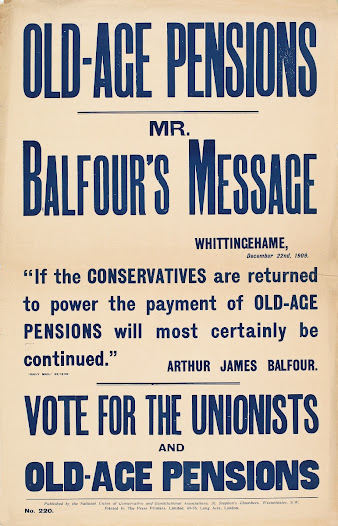 OLD-AGE PENSIONS
MR.
BALFOUR'S MESSAGE
WHITTINGEHAME,
December 22nd, 1909.
"If the CONSERVATIVES are returned
to power the payment of OLD-AGE
PENSIONS will most certainly be
continued."
ARTHUR JAMES BALFOUR.
VOTE FOR THE UNIONISTS
AND
OLD-AGE PENSIONS
Published by the National Union of Conservative and Constitutional Associations, St. Stephen's Chambers, Westminster, S.W.
Printed by The Press Printers, Limited, Long Acre, London.
No. 220.